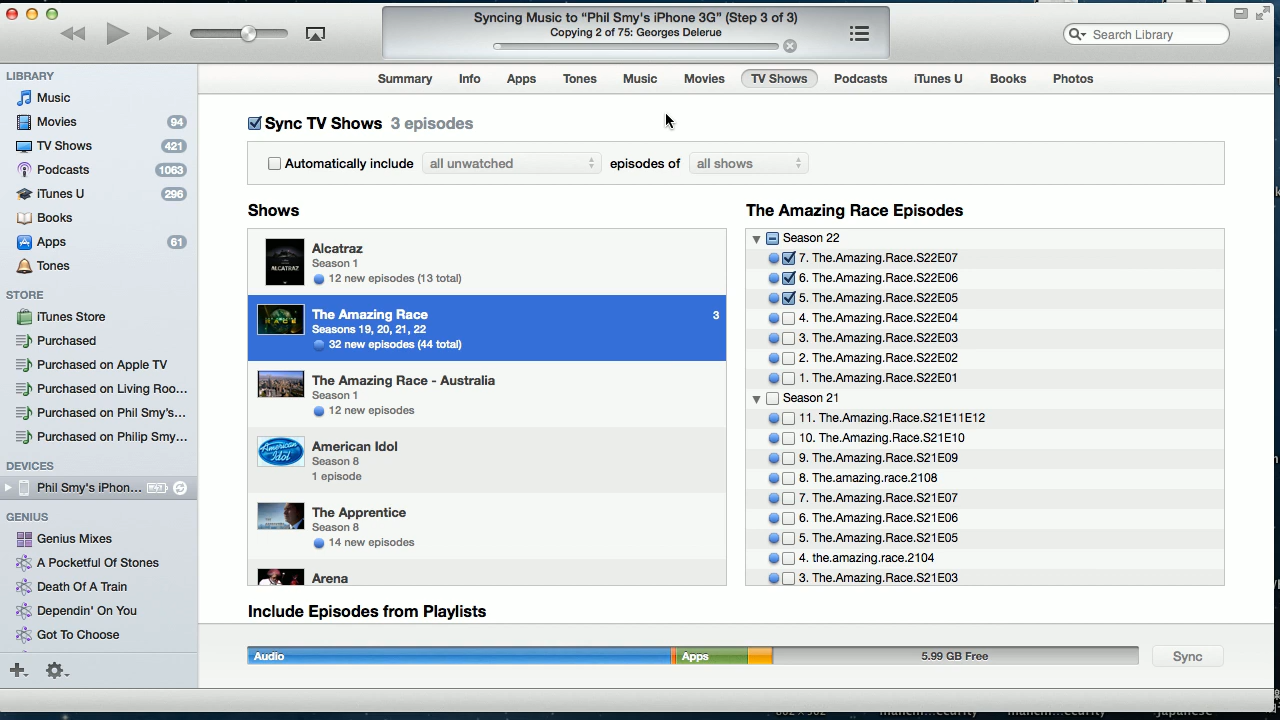 Syncing Music to “Phil Smy's iPhone 3G” (Step 3 of 3)
Copying 2 of 75: Georges Delerue
Search Library
Summary Info Apps Tones Music Movies TV Shows Podcasts iTunes U Books Photos
LIBRARY
Music
Movies 94
TV Shows 421
Podcasts 1063
iTunes U 296
Books
Apps 61
Tones
STORE
iTunes Store
Purchased
Purchased on Apple TV
Purchased on Living Roo...
Purchased on Phil Smy's...
Purchased on Philip Smy...
DEVICES
Phil Smy's iPhon...
GENIUS
Genius Mixes
A Pocketful Of Stones
Death Of A Train
Dependin' On You
Got To Choose
Sync TV Shows 3 episodes
Automatically include all unwatched episodes of all shows
Shows
Alcatraz
Season 1
12 new episodes (13 total)
The Amazing Race 3
Seasons 19, 20, 21, 22
32 new episodes (44 total)
The Amazing Race - Australia
Season 1
12 new episodes
American Idol
Season 8
1 episode
The Apprentice
Season 8
14 new episodes
Arena
The Amazing Race Episodes
Season 22
7. The.Amazing.Race.S22E07
6. The.Amazing.Race.S22E06
5. The.Amazing.Race.S22E05
4. The.Amazing.Race.S22E04
3. The.Amazing.Race.S22E03
2. The.Amazing.Race.S22E02
1. The.Amazing.Race.S22E01
Season 21
11. The.Amazing.Race.S21E11E12
10. The.Amazing.Race.S21E10
9. The.Amazing.Race.S21E09
8. The.amazing.race.2108
7. The.Amazing.Race.S21E07
6. The.Amazing.Race.S21E06
5. The.Amazing.Race.S21E05
4. the.amazing.race.2104
3. The.Amazing.Race.S21E03
Include Episodes from Playlists
Audio Apps 5.99 GB Free Sync